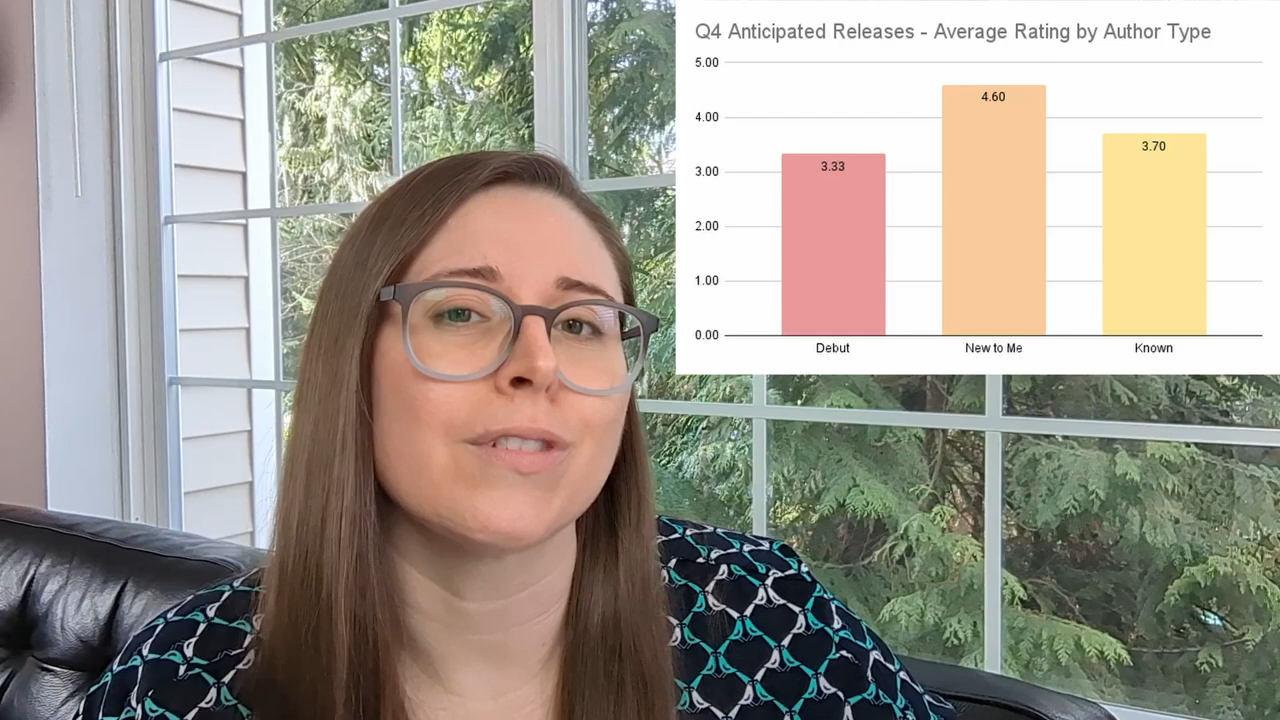 Q4 Anticipated Releases - Average Rating by Author Type
5.00
4.00
3.00
2.00
1.00
0.00
3.33
4.60
3.70
Debut
New to Me
Known